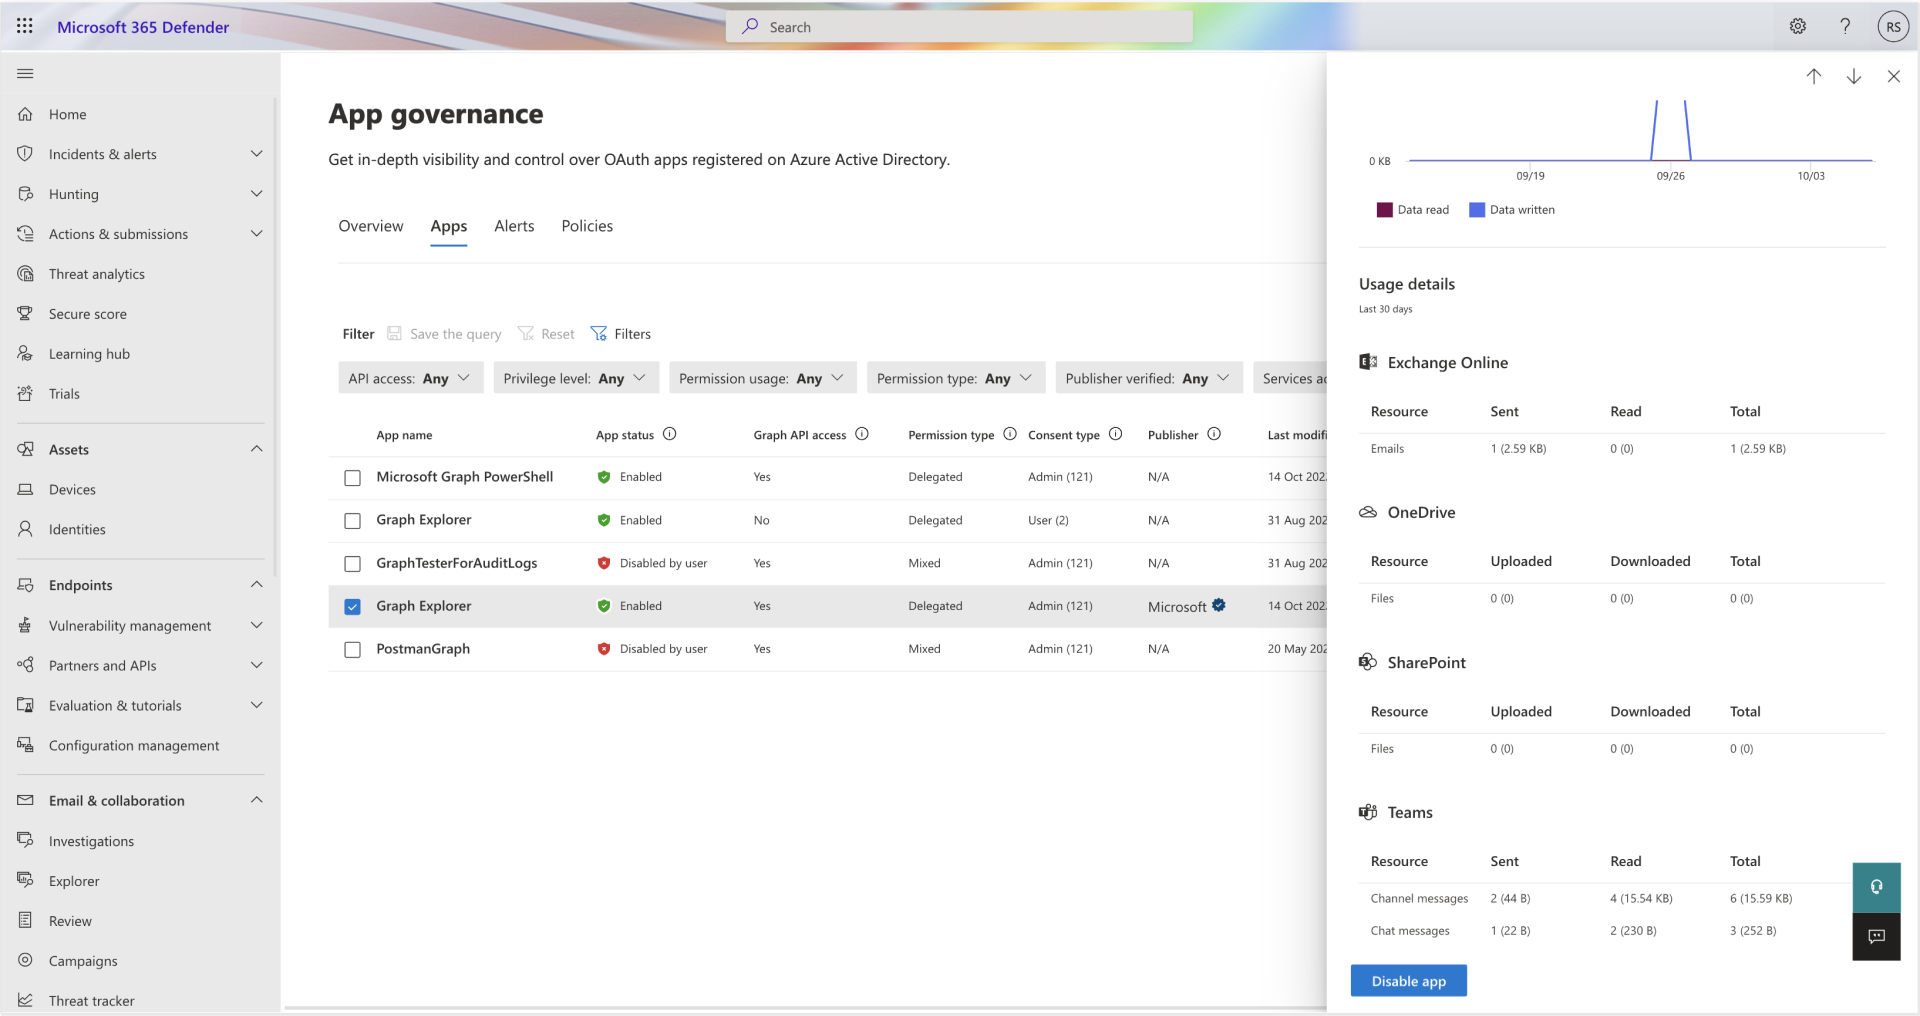 Microsoft 365 Defender
Search
RS
Home
Incidents & alerts
Hunting
Actions & submissions
Threat analytics
Secure score
Learning hub
Trials
Assets
Devices
Identities
Endpoints
Vulnerability management
Partners and APIs
Evaluation & tutorials
Configuration management
Email & collaboration
Investigations
Explorer
Review
Campaigns
Threat tracker
App governance
Get in-depth visibility and control over OAuth apps registered on Azure Active Directory.
Overview Apps Alerts Policies
Filter Save the query Reset Filters
API access: Any Privilege level: Any Permission usage: Any Permission type: Any Publisher verified: Any Services ac
App name App status Graph API access Permission type Consent type Publisher Last modifi
Microsoft Graph PowerShell Enabled Yes Delegated Admin (121) N/A 14 Oct 202
Graph Explorer Enabled No Delegated User (2) N/A 31 Aug 202
GraphTesterForAuditLogs Disabled by user Yes Mixed Admin (121) N/A 31 Aug 202
Graph Explorer Enabled Yes Delegated Admin (121) Microsoft 14 Oct 202
PostmanGraph Disabled by user Yes Mixed Admin (121) N/A 20 May 202
0 KB
09/19 09/26 10/03
Data read Data written
Usage details
Last 30 days
Exchange Online
Resource Sent Read Total
Emails 1 (2.59 KB) 0 (0) 1 (2.59 KB)
OneDrive
Resource Uploaded Downloaded Total
Files 0 (0) 0 (0) 0 (0)
SharePoint
Resource Uploaded Downloaded Total
Files 0 (0) 0 (0) 0 (0)
Teams
Resource Sent Read Total
Channel messages 2 (44 B) 4 (15.54 KB) 6 (15.59 KB)
Chat messages 1 (22 B) 2 (230 B) 3 (252 B)
Disable app